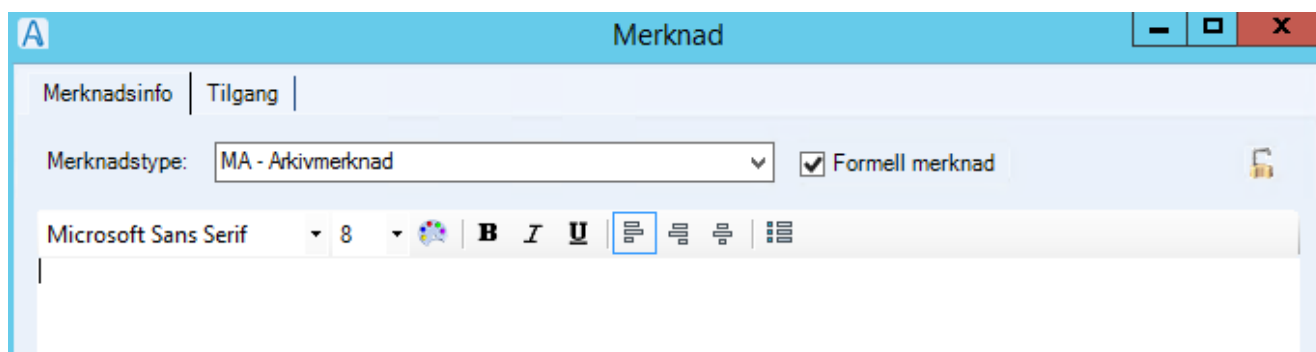 A Merknad
Merknadsinfo Tilgang
Merknadstype: MA - Arkivmerknad Formell merknad
Microsoft Sans Serif 8 B I U